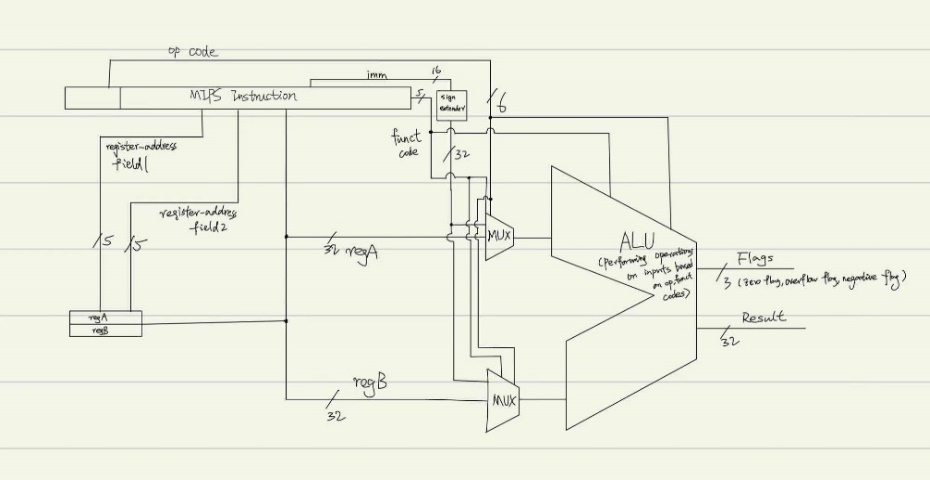 op code
imm
16
MIPS Instruction
5
sign
extender
6
funct
code
32
register-address
field1
register-address
field2
5
5
32 regA
MUX
ALU
(Performing operations
on inputs based
on op, funct
codes)
Flags
3 (zero flag, overflow flag, negative flag)
regA
regB
Result
32
regB
32
MUX